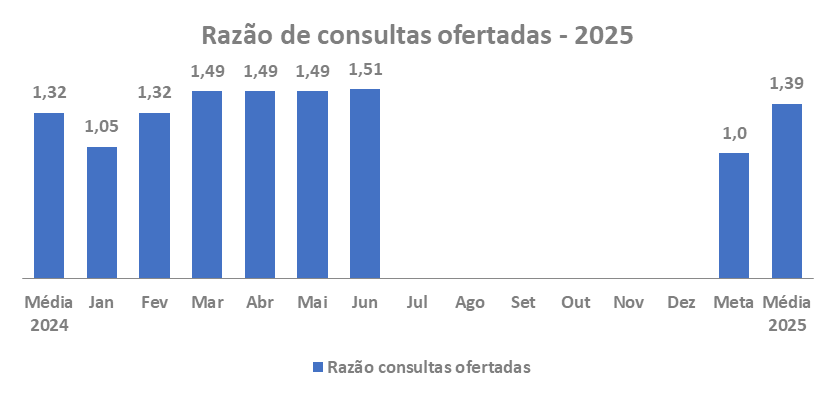 Razão de consultas ofertadas - 2025
1,32
1,05
1,32
1,49
1,49
1,49
1,51
1,0
1,39
Média 2024
Jan
Fev
Mar
Abr
Mai
Jun
Jul
Ago
Set
Out
Nov
Dez
Meta
Média 2025
Razão consultas ofertadas